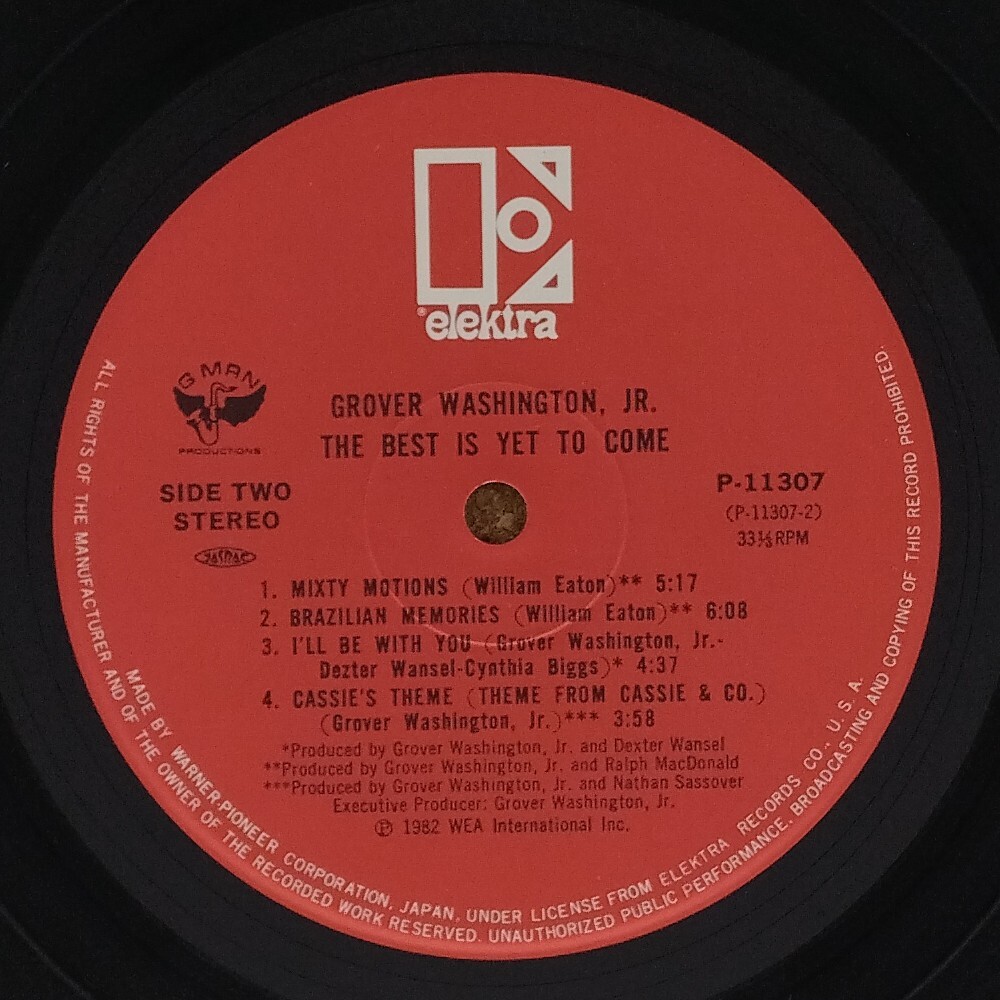 ® elektra
G MAN
PRODUCTIONS
GROVER WASHINGTON, JR.
THE BEST IS YET TO COME
SIDE TWO
STEREO
JASRAC
P-11307
(P-11307-2)
33⅓RPM
1. MIXTY MOTIONS (William Eaton)** 5:17
2. BRAZILIAN MEMORIES (William Eaton)** 6:08
3. I'LL BE WITH YOU (Grover Washington, Jr.-
Dezter Wansel-Cynthia Biggs)* 4:37
4. CASSIE'S THEME (THEME FROM CASSIE & CO.)
(Grover Washington, Jr.)*** 3:58
*Produced by Grover Washington, Jr. and Dexter Wansel
**Produced by Grover Washington, Jr. and Ralph MacDonald
***Produced by Grover Washington, Jr. and Nathan Sassover
Executive Producer: Grover Washington, Jr.
℗ 1982 WEA International Inc.
MADE BY WARNER-PIONEER CORPORATION, JAPAN, UNDER LICENSE FROM ELEKTRA RECORDS CO., U. S. A.
ALL RIGHTS OF THE MANUFACTURER AND OF THE OWNER OF THE RECORDED WORK RESERVED. UNAUTHORIZED PUBLIC PERFORMANCE, BROADCASTING AND COPYING OF THIS RECORD PROHIBITED.